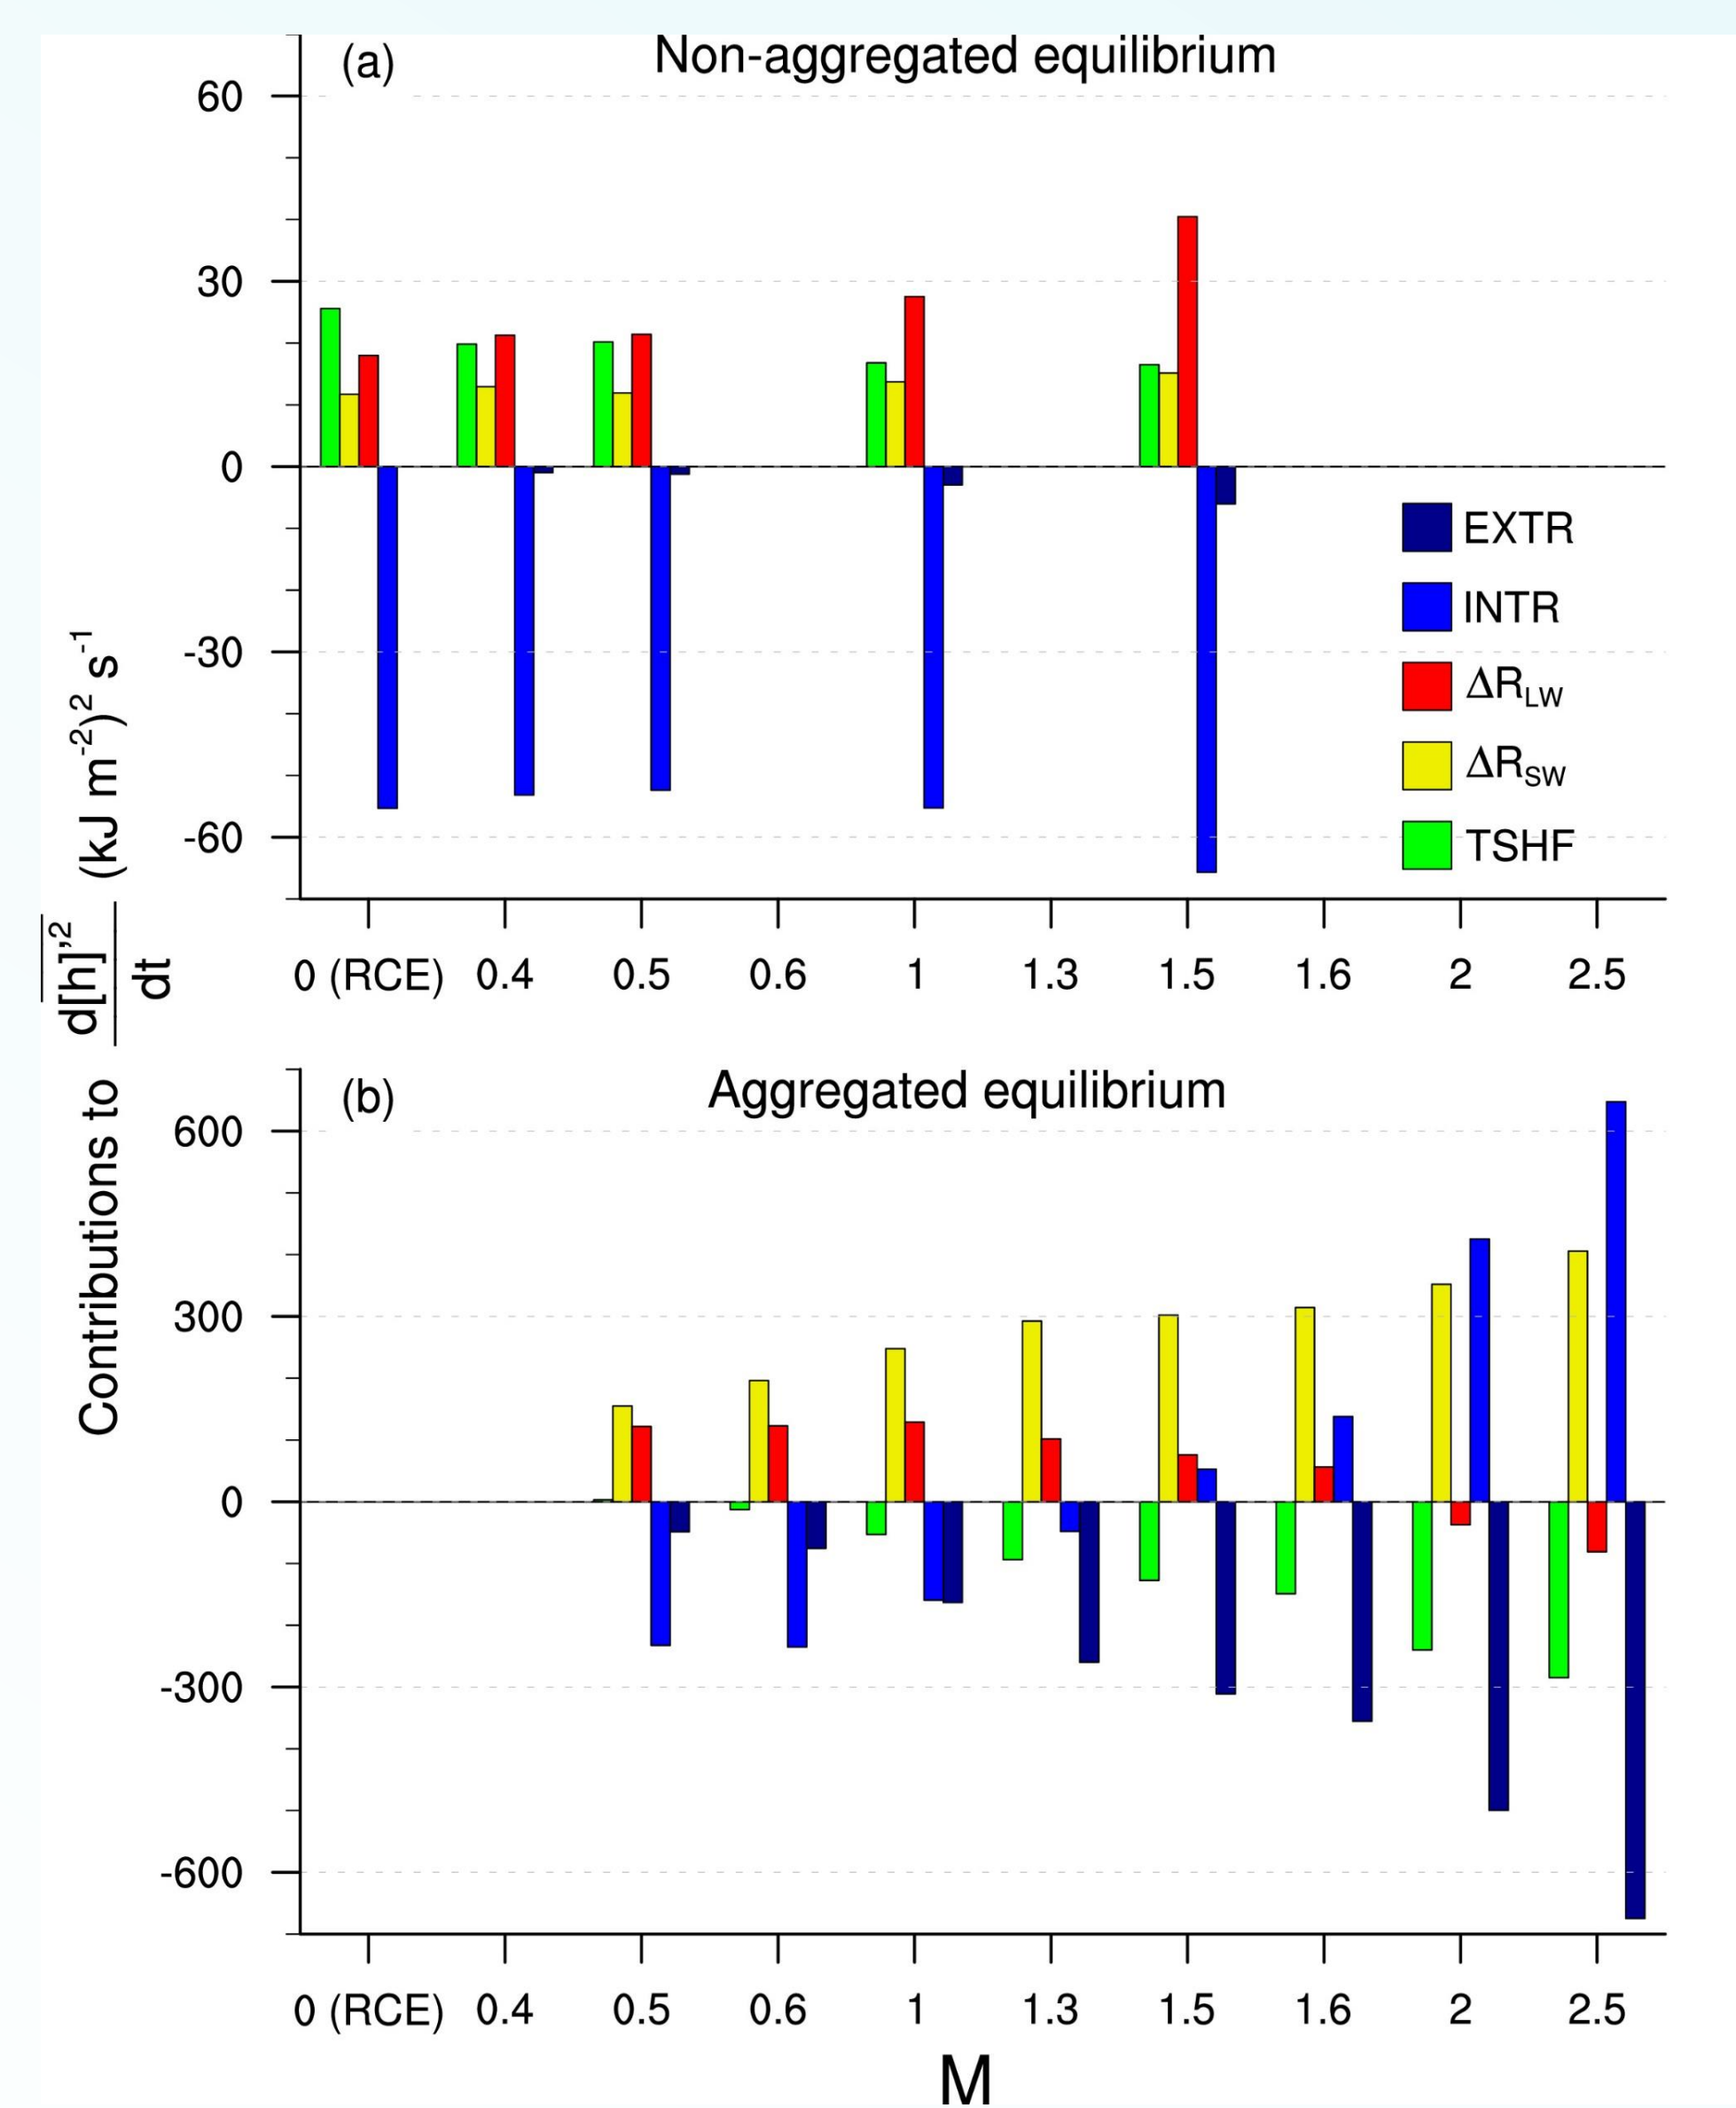 (a) Non-aggregated equilibrium
60
30
0
-30
-60
EXTR
INTR
ΔR_LW
ΔR_SW
TSHF
0 (RCE) 0.4 0.5 0.6 1 1.3 1.5 1.6 2 2.5
Contributions to d[h]'² / dt (kJ m⁻²)² s⁻¹
(b) Aggregated equilibrium
600
300
0
-300
-600
0 (RCE) 0.4 0.5 0.6 1 1.3 1.5 1.6 2 2.5
M